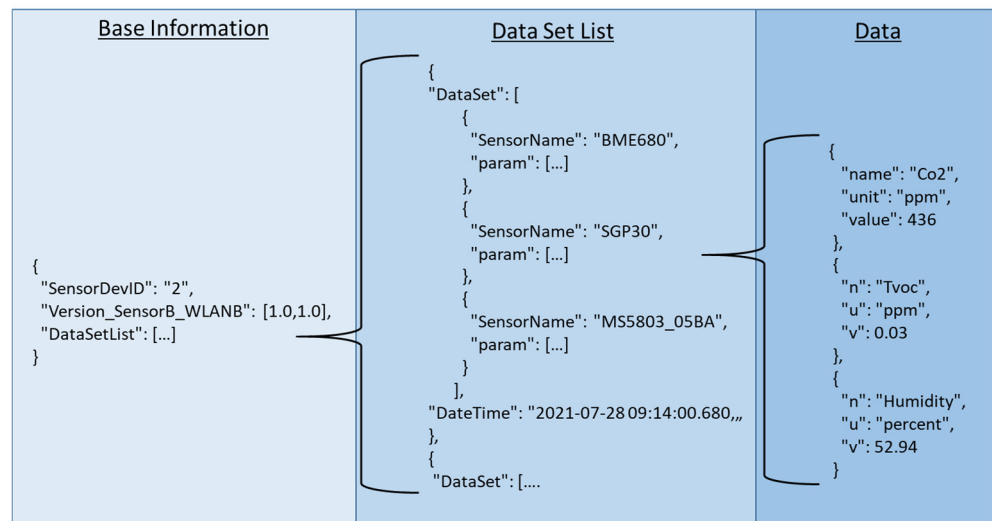 Base Information
{
"SensorDevID": "2",
"Version_SensorB_WLANB": [1.0,1.0],
"DataSetList": […]
}
Data Set List
{
"DataSet": [
{
"SensorName": "BME680",
"param": […]
},
{
"SensorName": "SGP30",
"param": […]
},
{
"SensorName": "MS5803_05BA",
"param": […]
}
],
"DateTime": "2021-07-28 09:14:00.680,„
},
{
"DataSet": [….
Data
{
"name": "Co2",
"unit": "ppm",
"value": 436
},
{
"n": "Tvoc",
"u": "ppm",
"v": 0.03
},
{
"n": "Humidity",
"u": "percent",
"v": 52.94
}